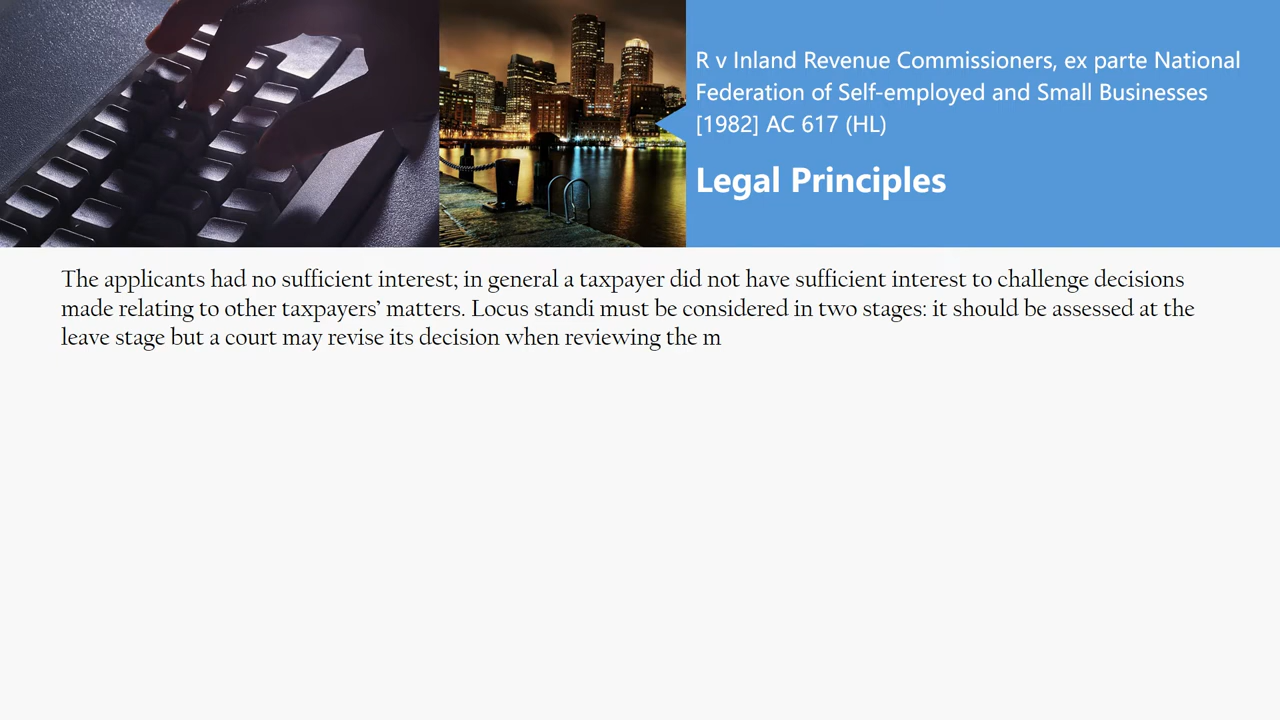 R v Inland Revenue Commissioners, ex parte National
Federation of Self-employed and Small Businesses
[1982] AC 617 (HL)
Legal Principles
The applicants had no sufficient interest; in general a taxpayer did not have sufficient interest to challenge decisions
made relating to other taxpayers’ matters. Locus standi must be considered in two stages: it should be assessed at the
leave stage but a court may revise its decision when reviewing the m